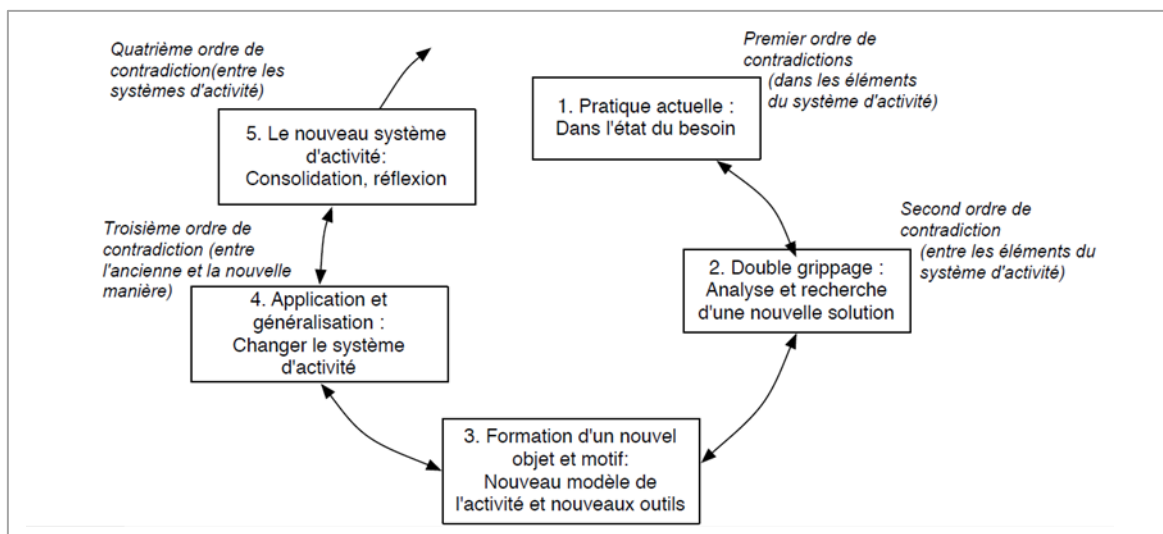 Quatrième ordre de
contradiction(entre les
systèmes d'activité)
Premier ordre de
contradictions
(dans les éléments
du système d'activité)
1. Pratique actuelle :
Dans l'état du besoin
5. Le nouveau système
d'activité:
Consolidation, réflexion
Second ordre de
contradiction
(entre les éléments du
système d'activité)
Troisième ordre de
contradiction (entre
l'ancienne et la nouvelle
manière)
2. Double grippage :
Analyse et recherche
d'une nouvelle solution
4. Application et
généralisation :
Changer le système
d'activité
3. Formation d'un nouvel
objet et motif:
Nouveau modèle de
l'activité et nouveaux outils